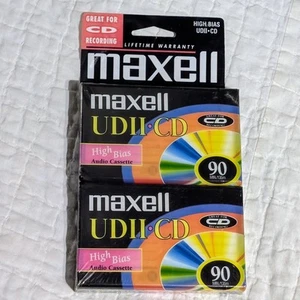 GREAT FOR
CD
RECORDING
HIGH BIAS
UDII•CD
LIFETIME WARRANTY
maxell
maxell
UDII•CD
CD
High Bias
Audio Cassette
90
maxell
UDII•CD
CD
High Bias
Audio Cassette
90